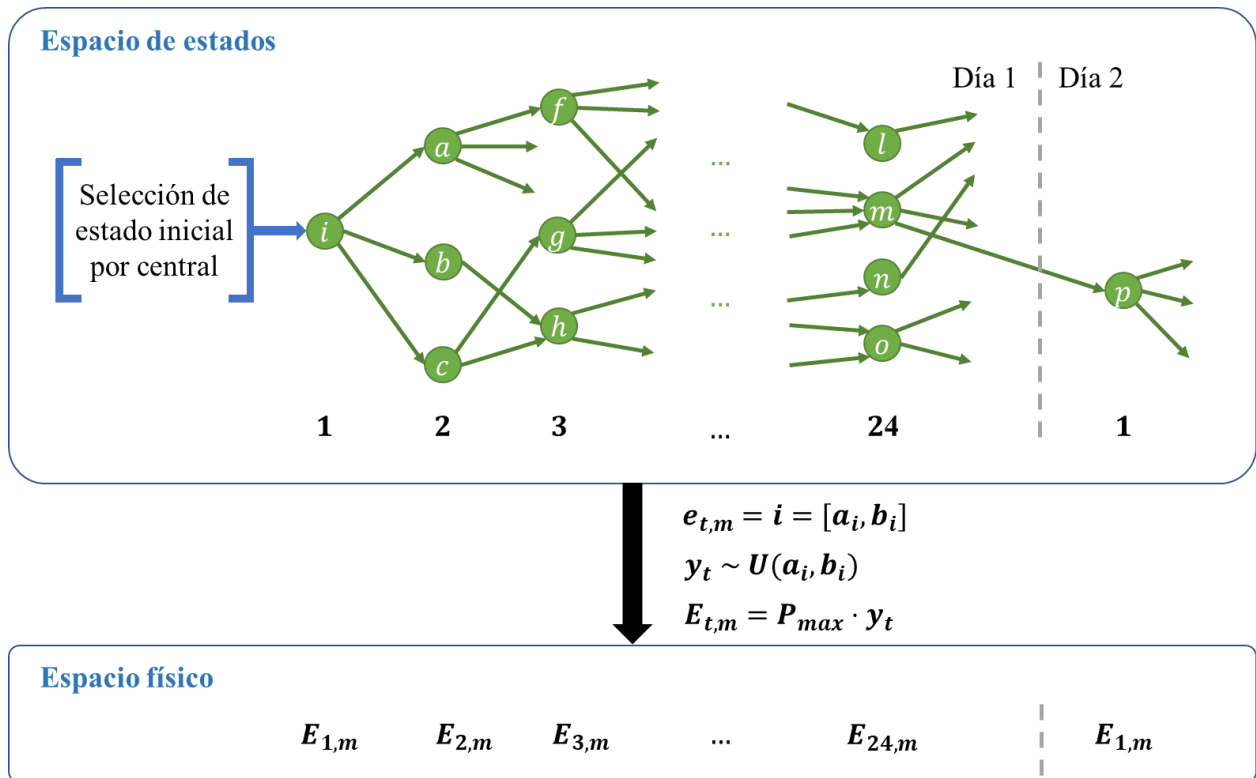 Espacio de estados
Día 1
Día 2
Selección de
estado inicial
por central
i
a
b
c
f
g
h
...
...
...
l
m
n
o
p
1 2 3 ... 24 1
e_{t,m} = i = [a_i, b_i]
y_t ~ U(a_i, b_i)
E_{t,m} = P_{max} · y_t
Espacio físico
E_{1,m} E_{2,m} E_{3,m} ... E_{24,m} E_{1,m}